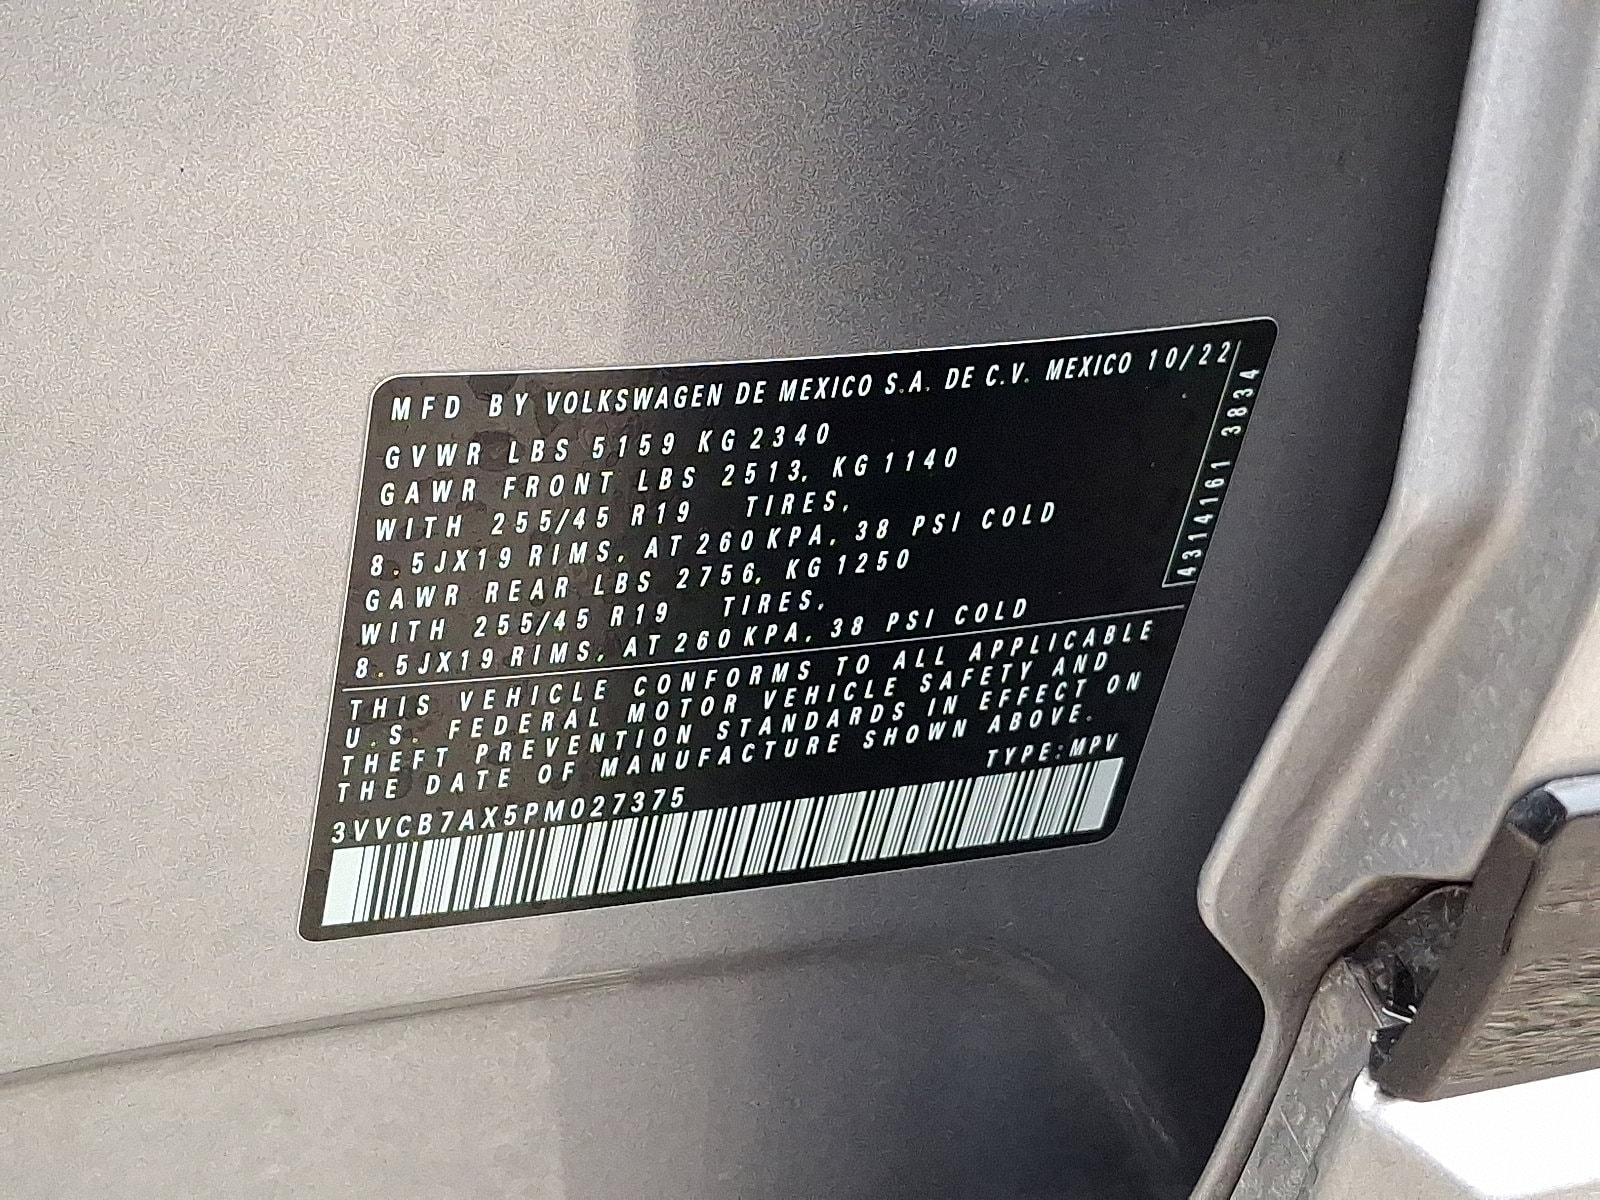 MFD BY VOLKSWAGEN DE MEXICO S.A. DE C.V. MEXICO 10/22
GVWR LBS 5159 KG 2340
GAWR FRONT LBS 2513, KG 1140
WITH 255/45 R19 TIRES,
8.5JX19 RIMS, AT 260 KPA, 38 PSI COLD
GAWR REAR LBS 2756, KG 1250
WITH 255/45 R19 TIRES,
8.5JX19 RIMS, AT 260 KPA, 38 PSI COLD
4314161 3834
THIS VEHICLE CONFORMS TO ALL APPLICABLE
U.S. FEDERAL MOTOR VEHICLE SAFETY AND
THEFT PREVENTION STANDARDS IN EFFECT ON
THE DATE OF MANUFACTURE SHOWN ABOVE.
TYPE:MPV
3VVCB7AX5PM027375